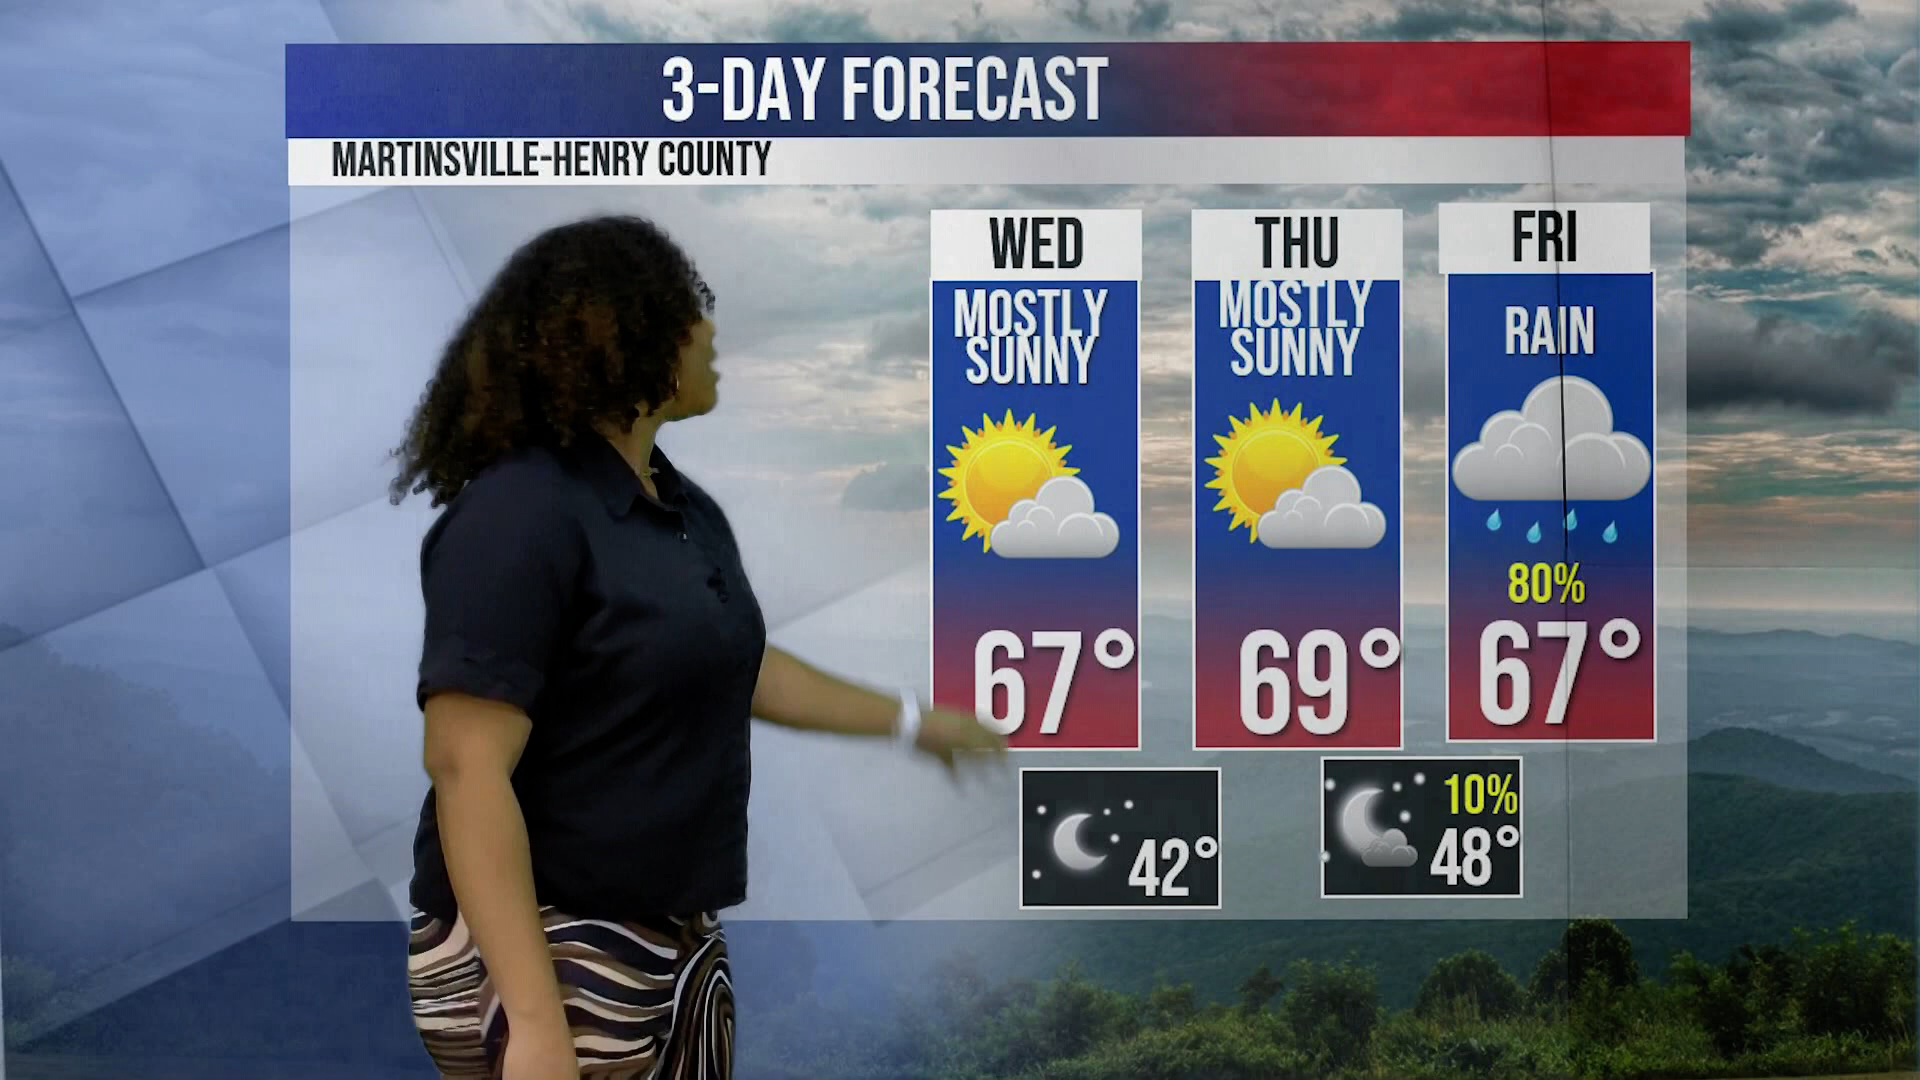 3-DAY FORECAST
MARTINSVILLE-HENRY COUNTY
WED
MOSTLY
SUNNY
67°
THU
MOSTLY
SUNNY
69°
FRI
RAIN
80%
67°
42°
10%
48°